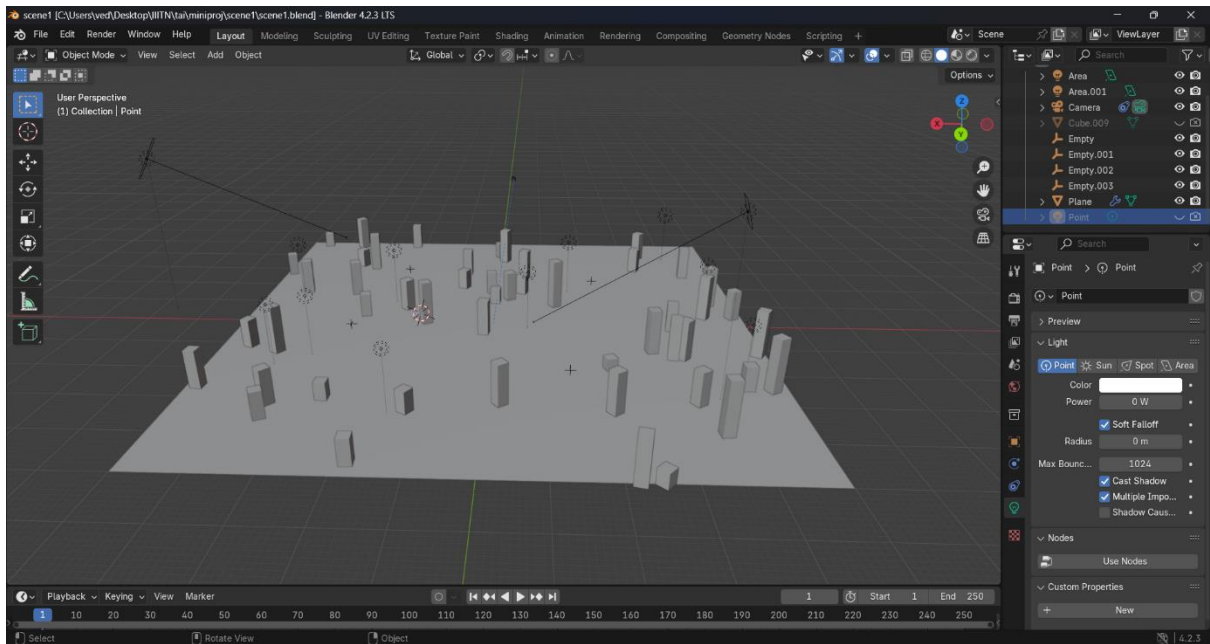 scene1 [C:\Users\ved\Desktop\IIITN\tai\miniproj\scene1\scene1.blend] - Blender 4.2.3 LTS
File Edit Render Window Help Layout Modeling Sculpting UV Editing Texture Paint Shading Animation Rendering Compositing Geometry Nodes Scripting + Scene ViewLayer
Object Mode View Select Add Object Global Search
Options
User Perspective
(1) Collection | Point
Z
X
Y
Area
Area.001
Camera
Cube.009
Empty
Empty.001
Empty.002
Empty.003
Plane
Point
Search
Point > Point
Point
Preview
Light
Point Sun Spot Area
Color
Power 0 W
Soft Falloff
Radius 0 m
Max Bounc... 1024
Cast Shadow
Multiple Impo...
Shadow Caus...
Nodes
Use Nodes
Custom Properties
+ New
Playback Keying View Marker 1 Start 1 End 250
1 10 20 30 40 50 60 70 80 90 100 110 120 130 140 150 160 170 180 190 200 210 220 230 240 250
Select Rotate View Object 4.2.3